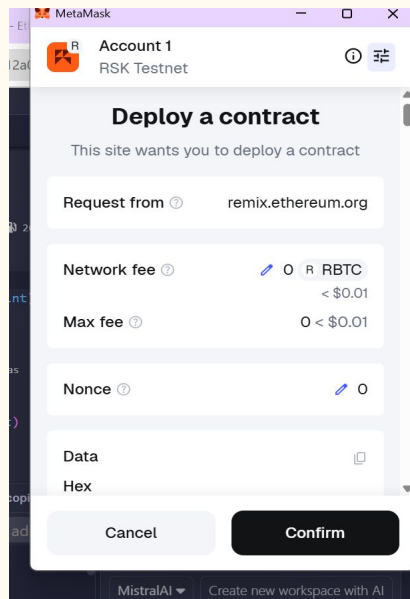 MetaMask
R
Account 1
RSK Testnet
Deploy a contract
This site wants you to deploy a contract
Request from
remix.ethereum.org
Network fee
0 R RBTC
< $0.01
Max fee
0 < $0.01
Nonce
0
Data
Hex
Cancel
Confirm
MistralAI
Create new workspace with AI